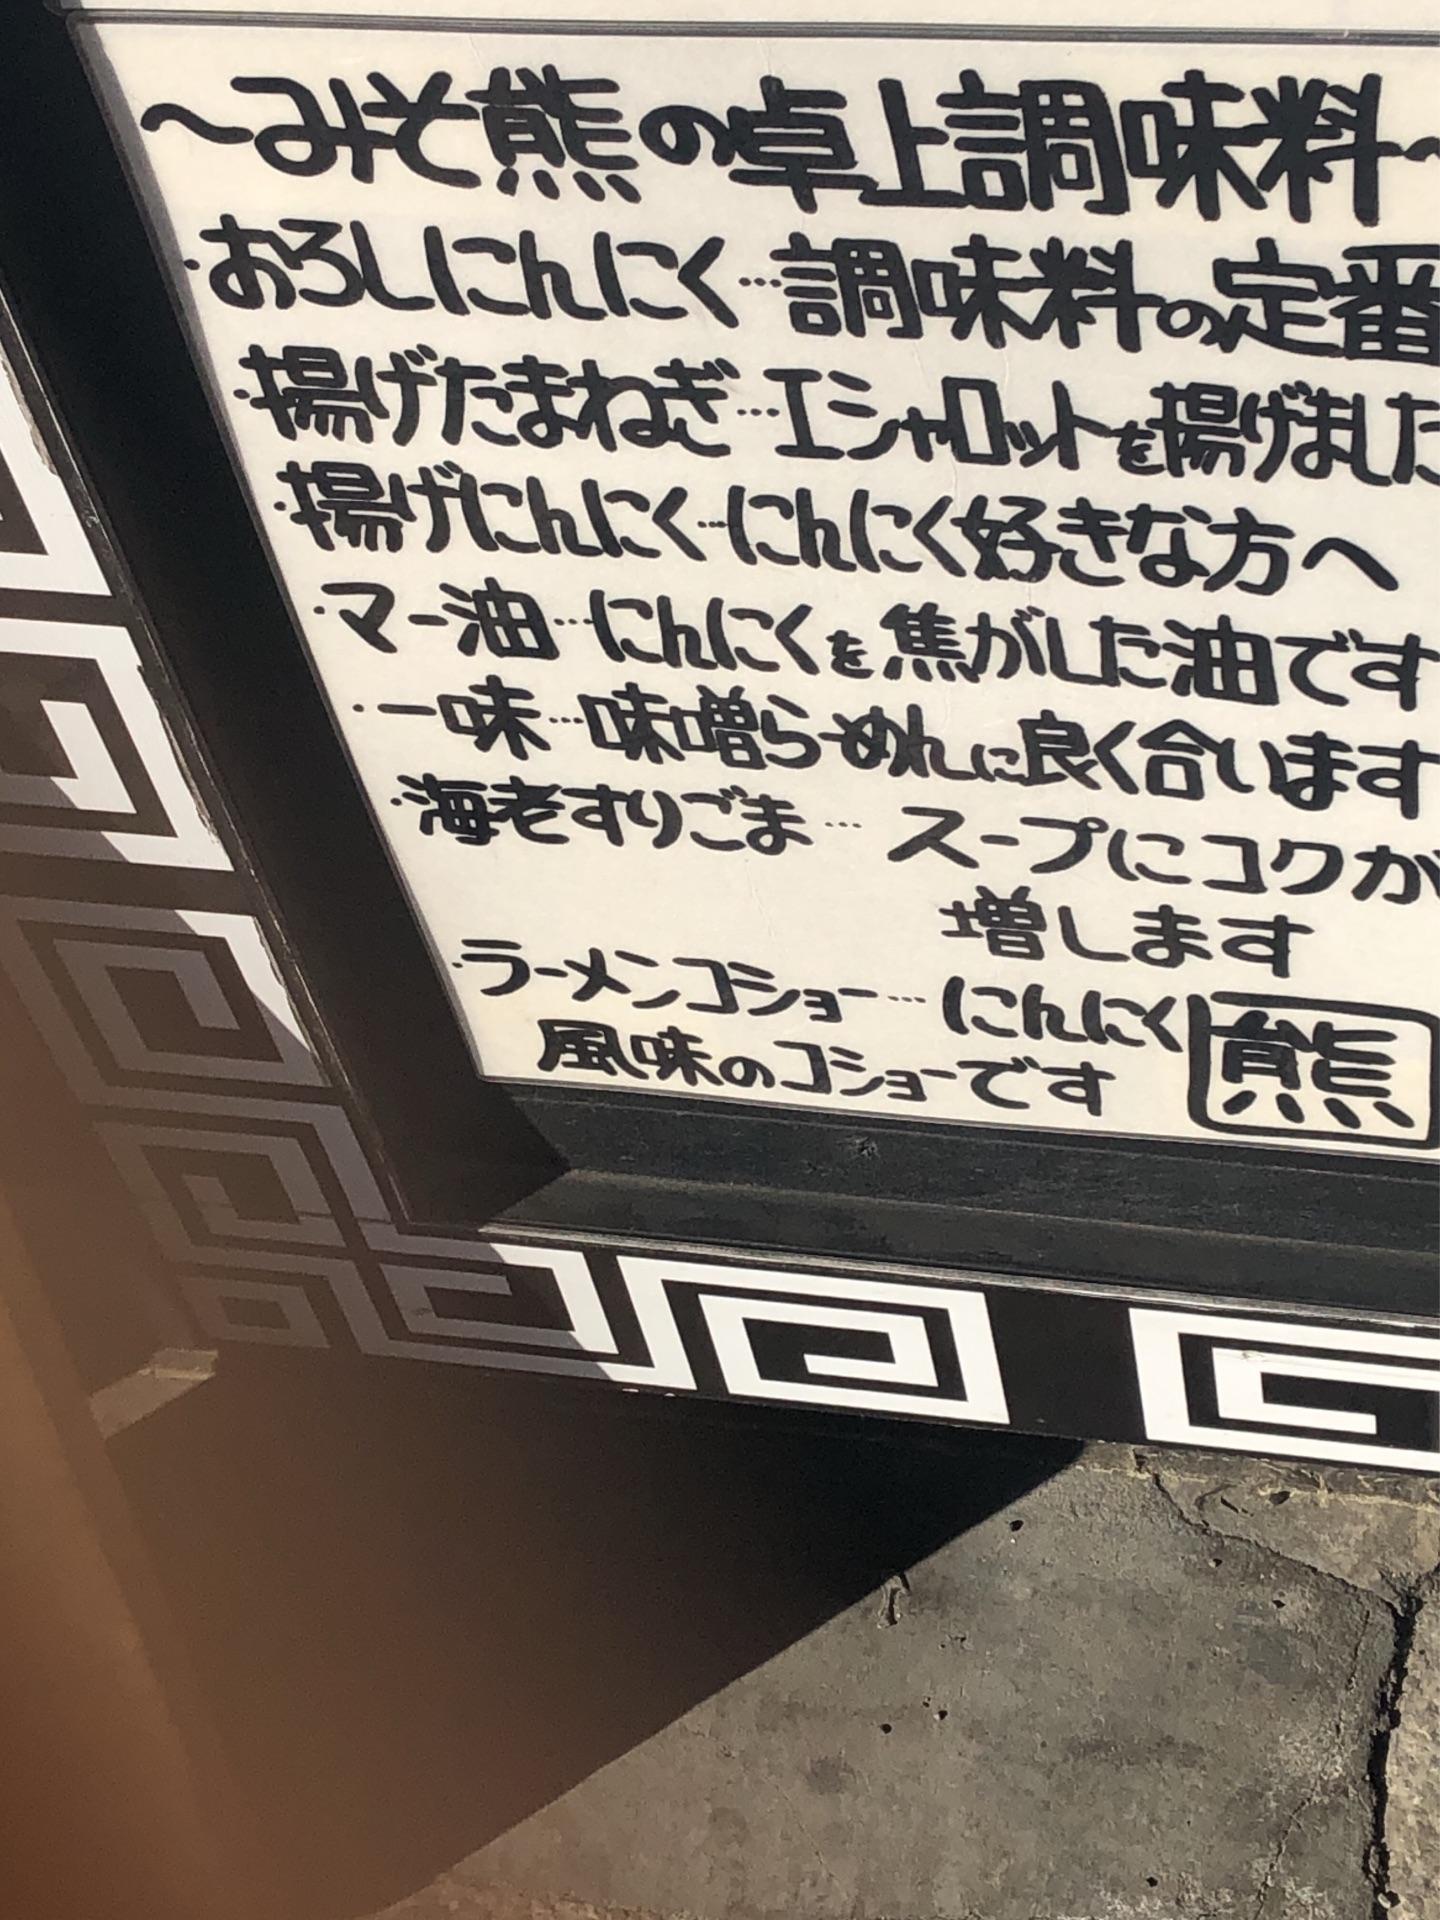 ～みそ熊の卓上調味料～
・おろしにんにく…調味料の定番
・揚げたまねぎ…エシャロットを揚げました
・揚げにんにく…にんにく好きな方へ
・マー油…にんにくを焦がした油です
・一味…味噌らーめんに良く合います
・海老すりごま… スープにコクが
増します
・ラーメンコショー…にんにく
風味のコショーです
熊